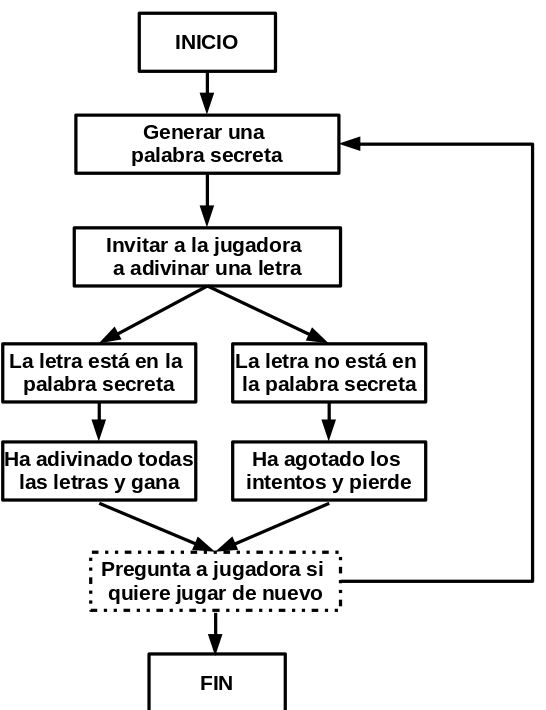 INICIO
Generar una
palabra secreta
Invitar a la jugadora
a adivinar una letra
La letra está en la
palabra secreta
La letra no está en
la palabra secreta
Ha adivinado todas
las letras y gana
Ha agotado los
intentos y pierde
Pregunta a jugadora si
quiere jugar de nuevo
FIN